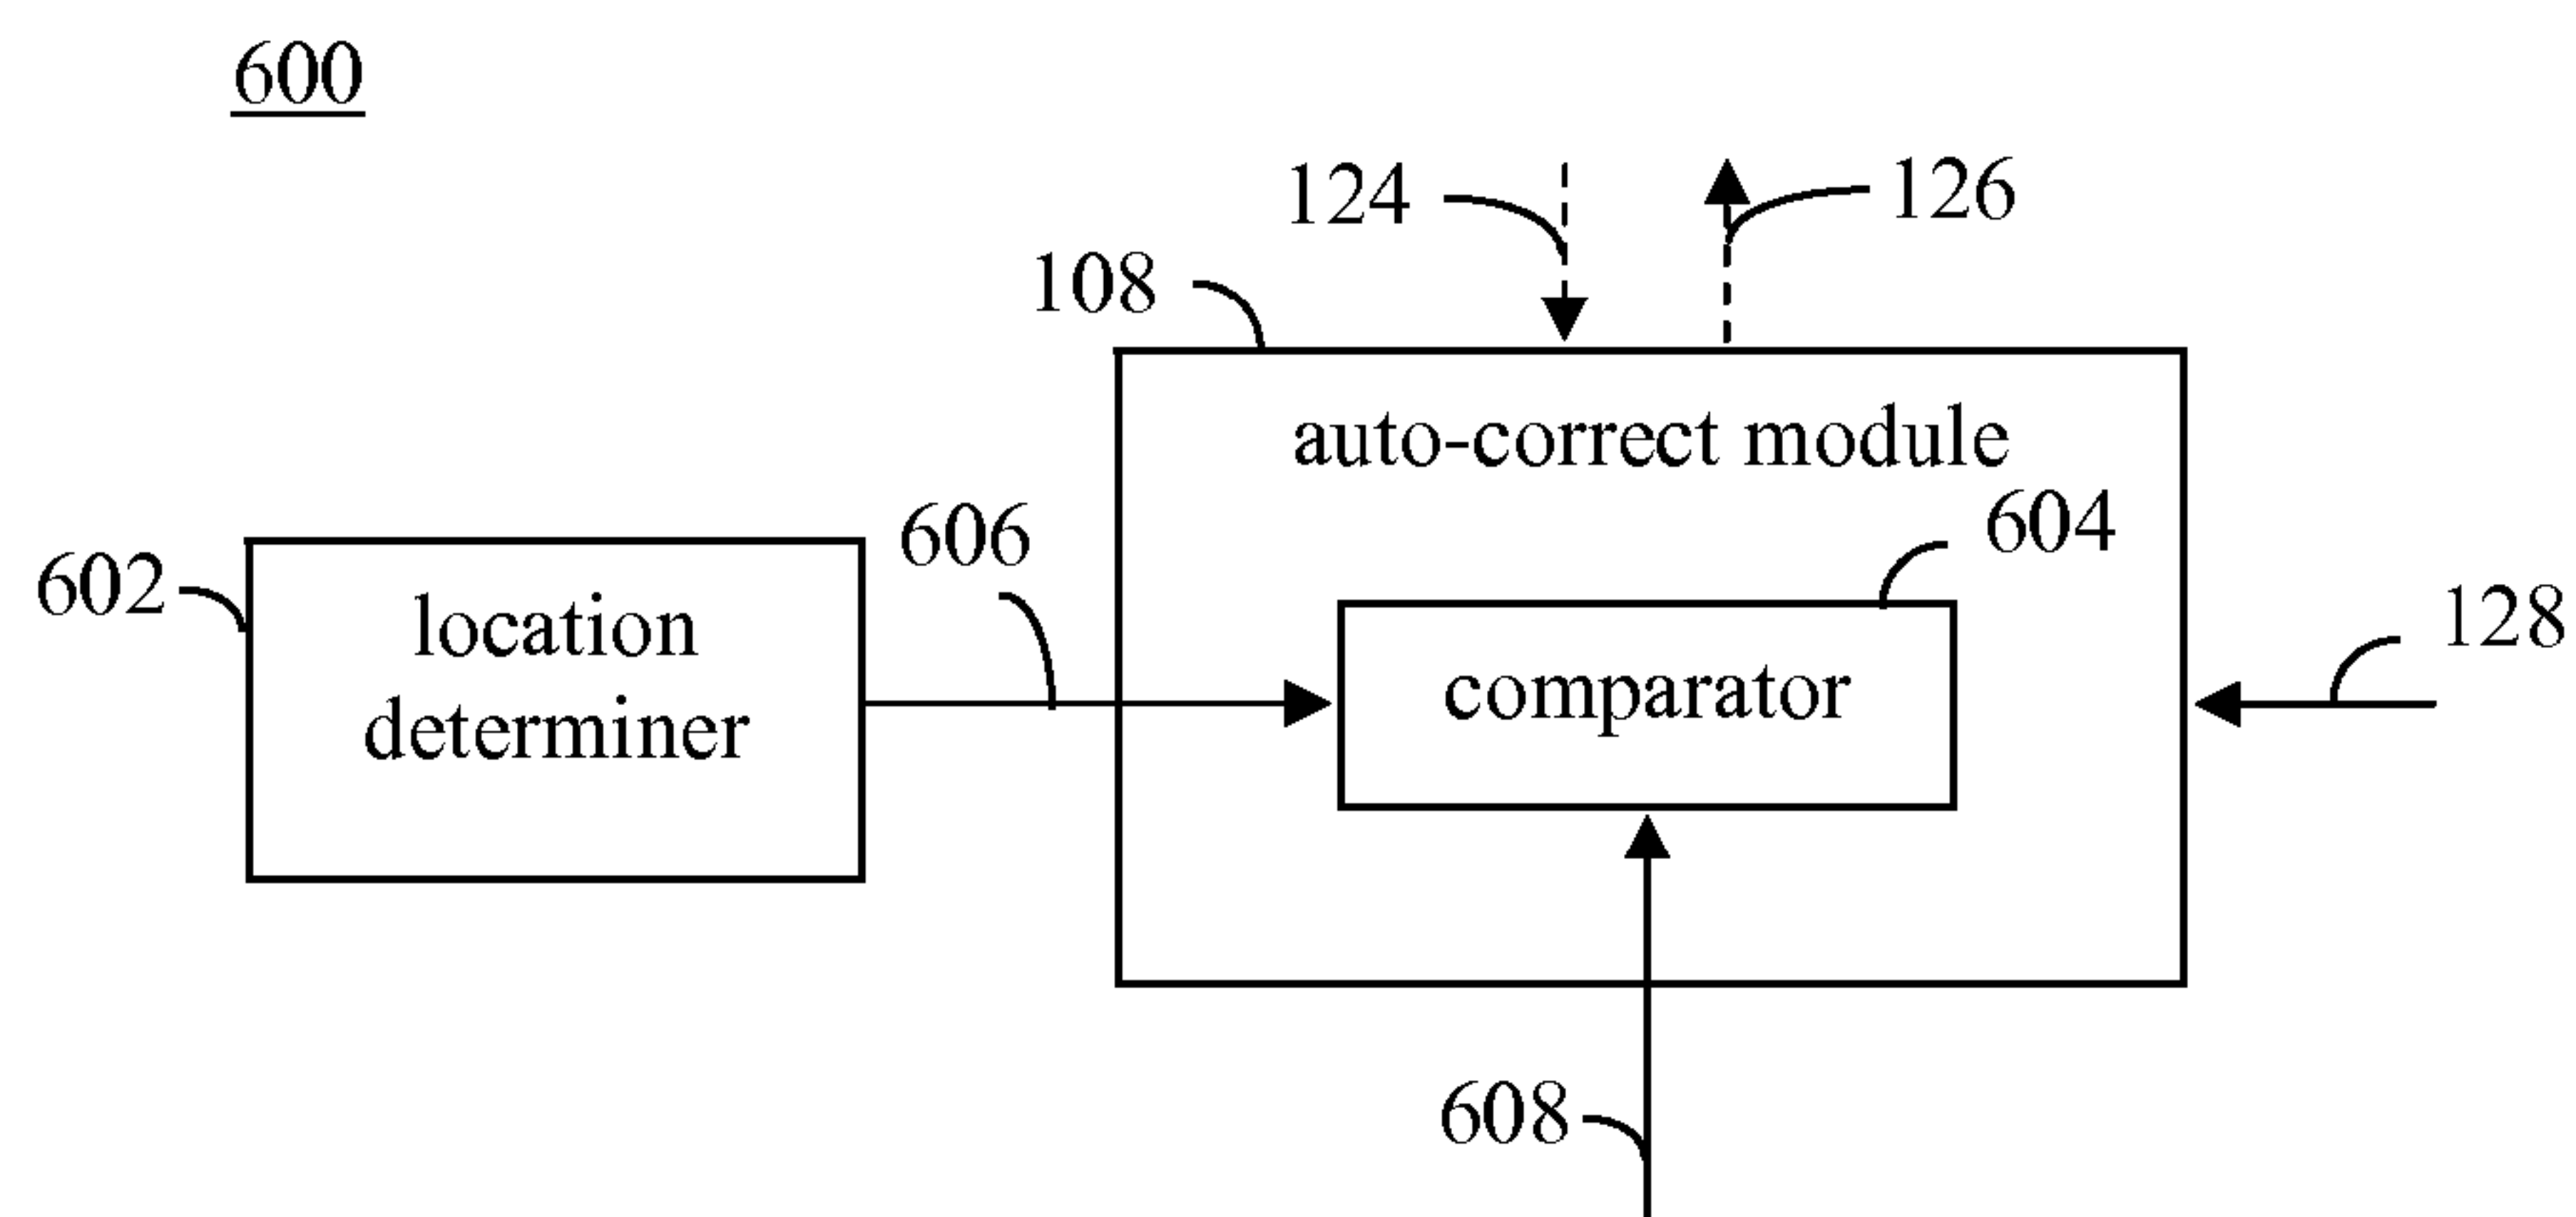 600
124
126
108
auto-correct module
606
604
602
location
determiner
128
comparator
608